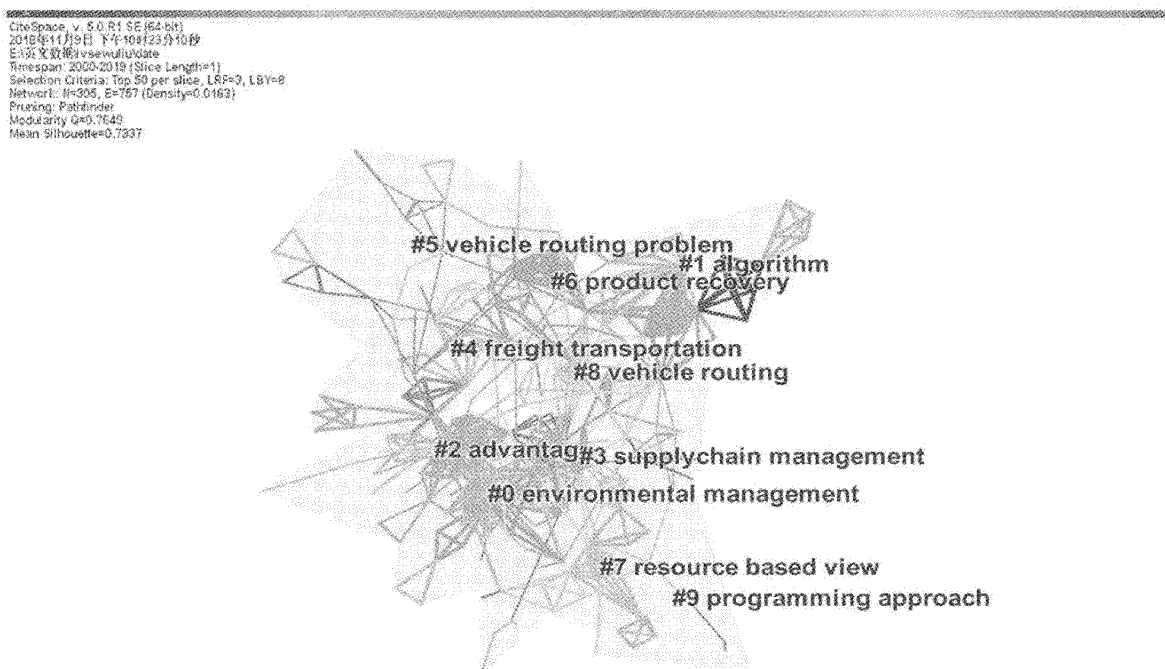 CiteSpace, v. 5.0.R1 SE (64-bit)
2018年11月9日 下午10时23分10秒
Timespan: 2000-2019 (Slice Length=1)
Selection Criteria: Top 50 per slice, LRF=3, LBY=8
Network: N=305, E=757 (Density=0.0163)
Pruning: Pathfinder
Modularity Q=0.7649
Mean Silhouette=0.7337
#5 vehicle routing problem
#1 algorithm
#6 product recovery
#4 freight transportation
#8 vehicle routing
#2 advantag
#3 supplychain management
#0 environmental management
#7 resource based view
#9 programming approach